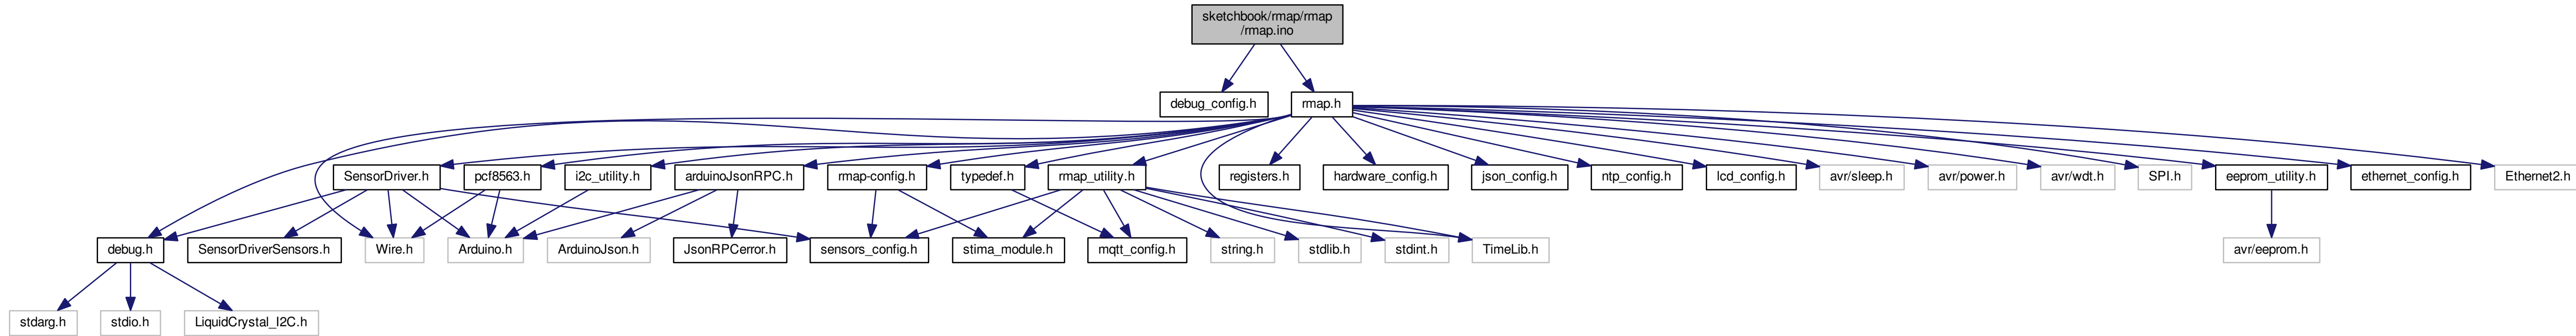 sketchbook/rmap/rmap
/rmap.ino
debug_config.h
rmap.h
SensorDriver.h
pcf8563.h
i2c_utility.h
arduinoJsonRPC.h
rmap-config.h
typedef.h
rmap_utility.h
registers.h
hardware_config.h
json_config.h
ntp_config.h
lcd_config.h
avr/sleep.h
avr/power.h
avr/wdt.h
SPI.h
eeprom_utility.h
ethernet_config.h
Ethernet2.h
debug.h
SensorDriverSensors.h
Wire.h
Arduino.h
ArduinoJson.h
JsonRPCerror.h
sensors_config.h
stima_module.h
mqtt_config.h
string.h
stdlib.h
stdint.h
TimeLib.h
avr/eeprom.h
stdarg.h
stdio.h
LiquidCrystal_I2C.h